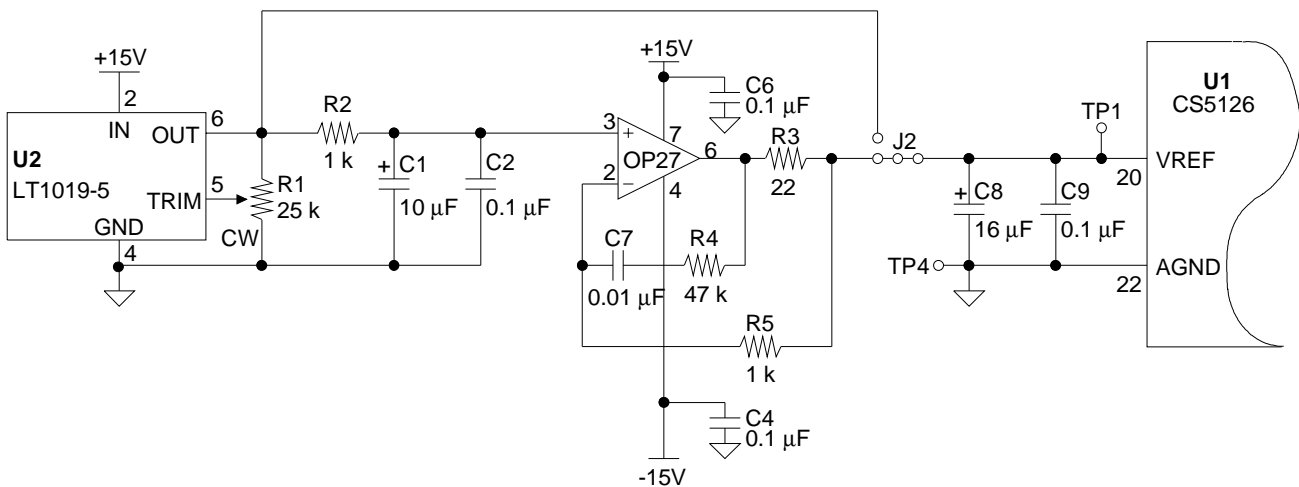 +15V
2
IN
OUT
6
U2
LT1019-5
TRIM
5
GND
4
R1
25 k
CW
R2
1 k
+
C1
10 µF
C2
0.1 µF
+15V
C6
0.1 µF
7
3
+
OP27
6
2
−
4
R3
22
J2
C7
0.01 µF
R4
47 k
R5
1 k
C4
0.1 µF
-15V
TP1
U1
CS5126
VREF
20
+
C8
16 µF
C9
0.1 µF
TP4
AGND
22